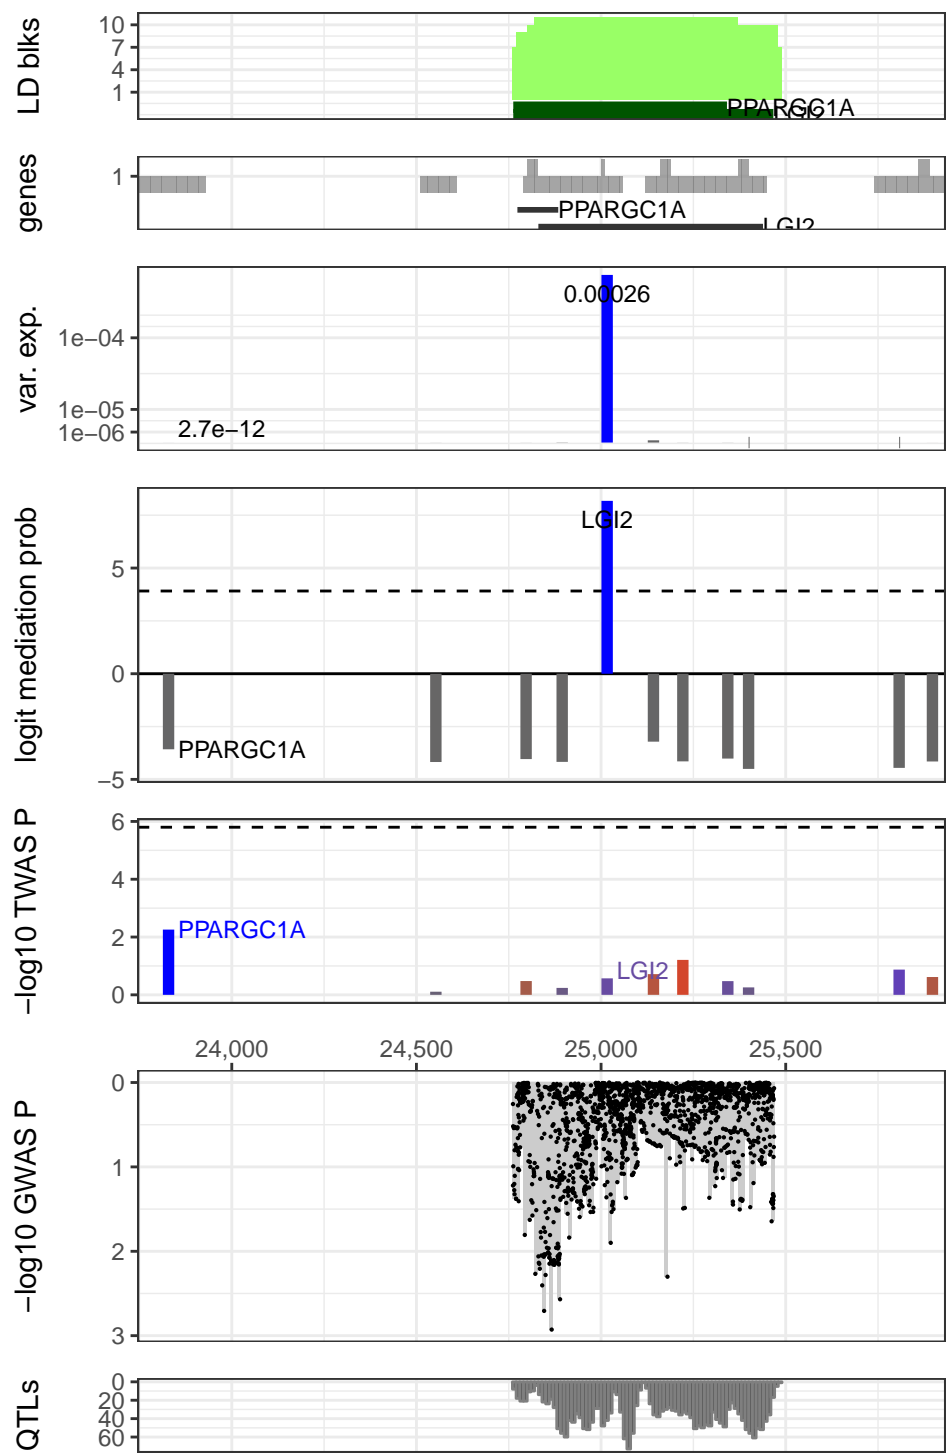 LD blks
10
7
4
1
PPARGC1A
genes
1
PPARGC1A
LGI2
var. exp.
1e−04
1e−05
1e−06
0.00026
2.7e−12
logit mediation prob
5
0
−5
LGI2
PPARGC1A
−log10 TWAS P
6
4
2
0
PPARGC1A
LGI2
24,000 24,500 25,000 25,500
−log10 GWAS P
0
1
2
3
QTLs
0
20
40
60